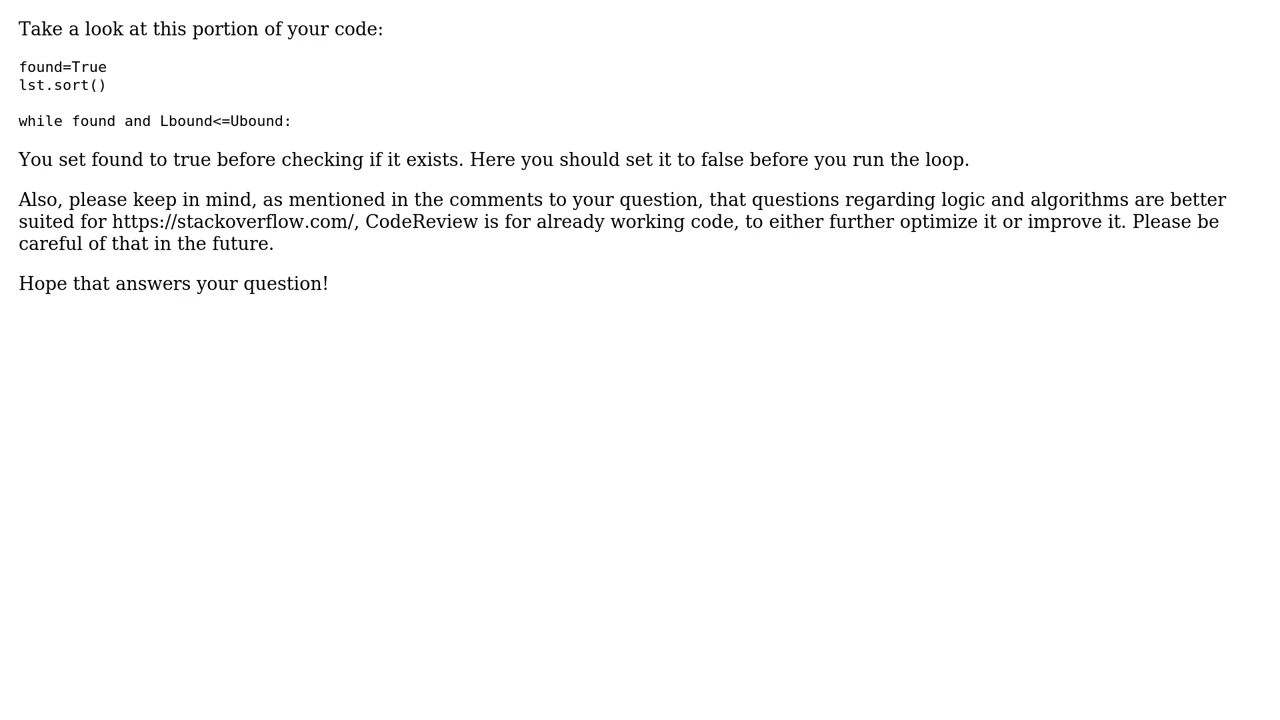 Take a look at this portion of your code:
found=True
lst.sort()
while found and Lbound<=Ubound:
You set found to true before checking if it exists. Here you should set it to false before you run the loop.
Also, please keep in mind, as mentioned in the comments to your question, that questions regarding logic and algorithms are better
suited for https://stackoverflow.com/, CodeReview is for already working code, to either further optimize it or improve it. Please be
careful of that in the future.
Hope that answers your question!